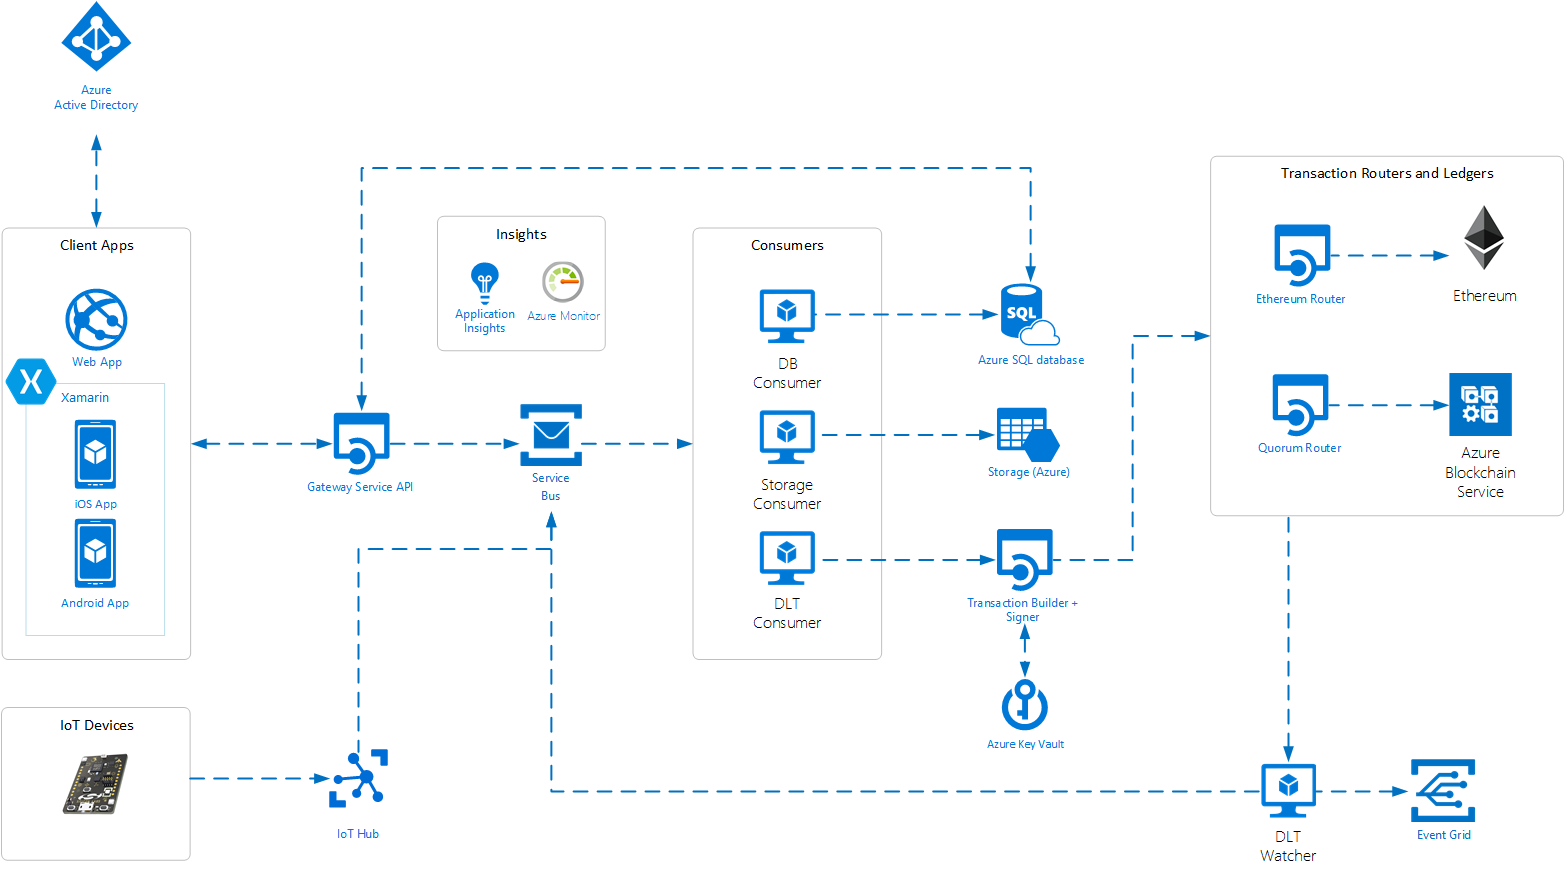 Azure
Active Directory
Client Apps
Web App
Xamarin
iOS App
Android App
IoT Devices
IoT Hub
Gateway Service API
Insights
Application
Insights
Azure Monitor
Service
Bus
Consumers
DB
Consumer
Storage
Consumer
DLT
Consumer
SQL
Azure SQL database
Storage (Azure)
Transaction Builder +
Signer
Azure Key Vault
Transaction Routers and Ledgers
Ethereum Router
Ethereum
Quorum Router
Azure
Blockchain
Service
DLT
Watcher
Event Grid